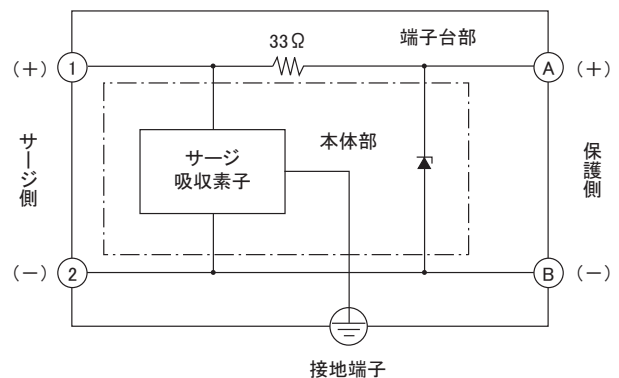 33Ω
端子台部
(+)
1
A
(+)
サージ側
本体部
サージ
吸収素子
保護側
(−)
2
B
(−)
接地端子